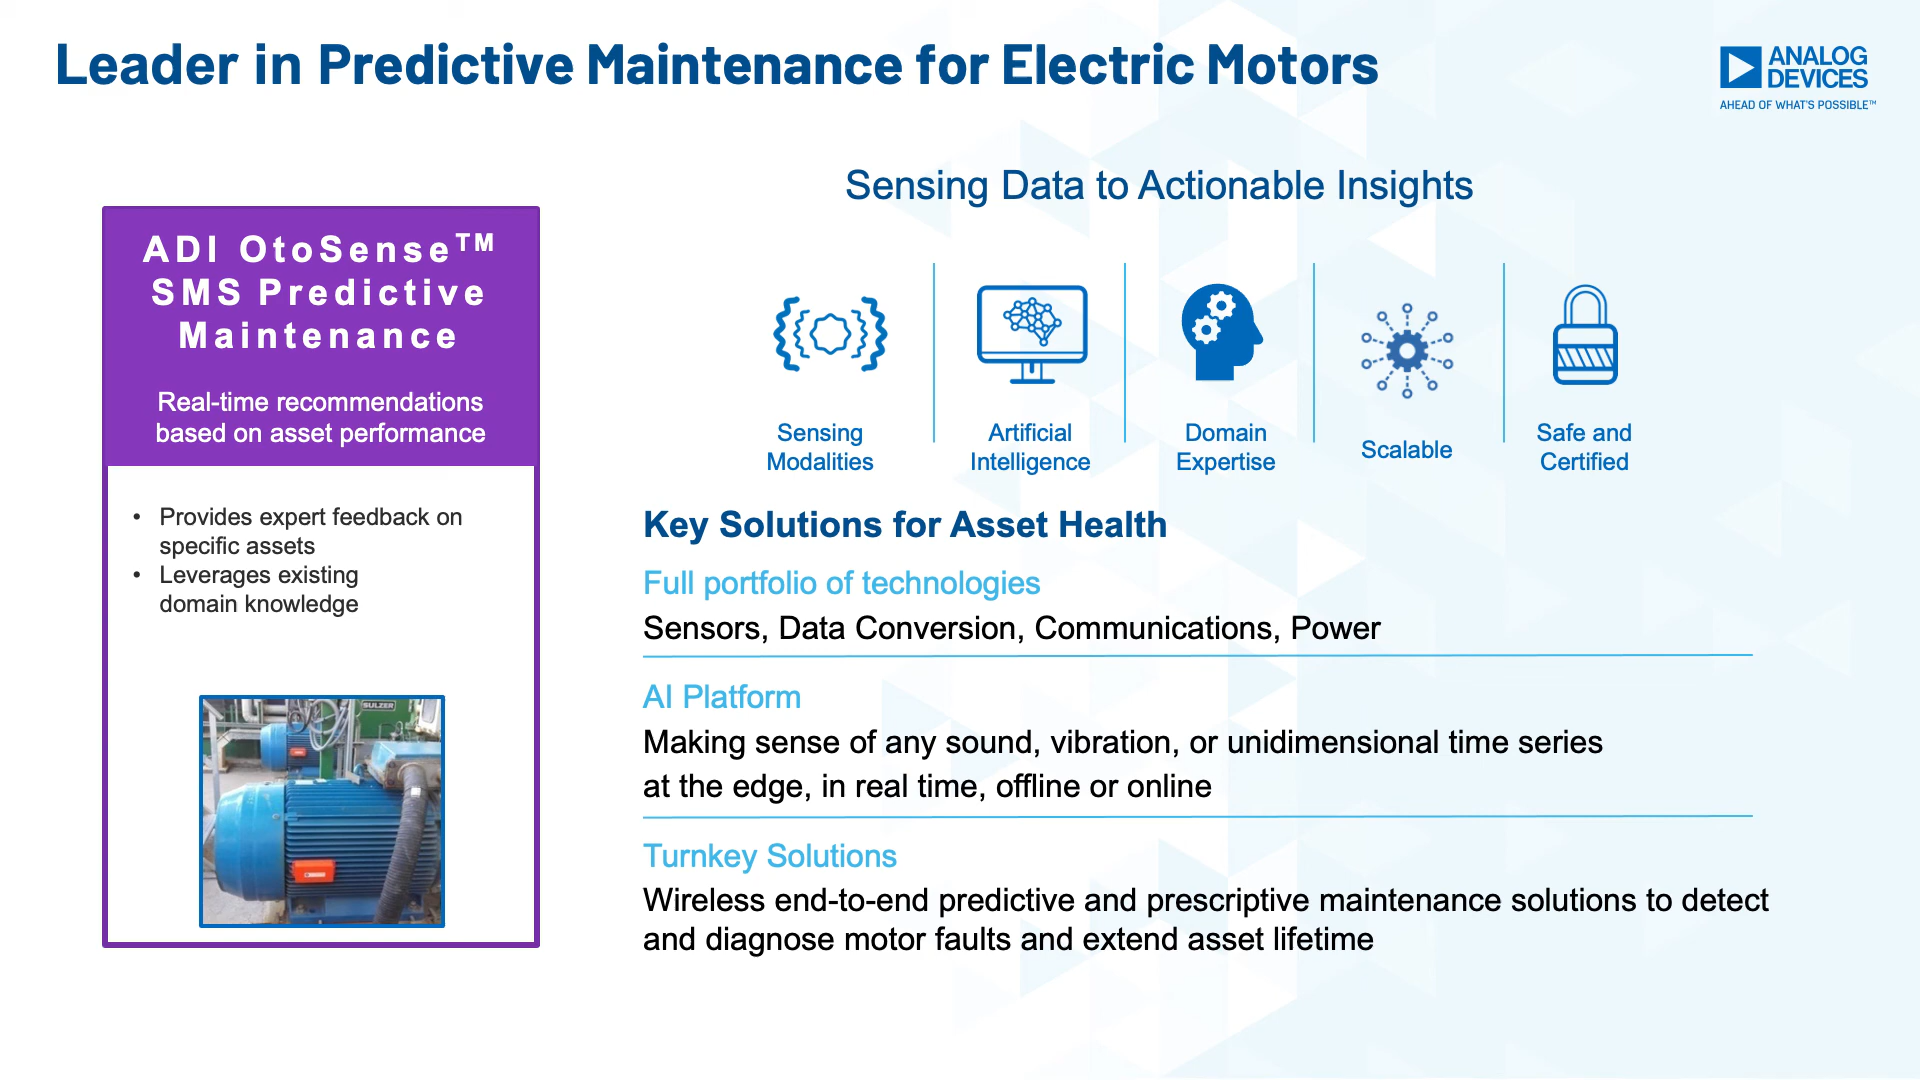 Leader in Predictive Maintenance for Electric Motors
ANALOG
DEVICES
AHEAD OF WHAT'S POSSIBLE™
ADI OtoSense™
SMS Predictive
Maintenance
Real-time recommendations
based on asset performance
• Provides expert feedback on
specific assets
• Leverages existing
domain knowledge
SULZER
Sensing Data to Actionable Insights
Sensing
Modalities
Artificial
Intelligence
Domain
Expertise
Scalable
Safe and
Certified
Key Solutions for Asset Health
Full portfolio of technologies
Sensors, Data Conversion, Communications, Power
AI Platform
Making sense of any sound, vibration, or unidimensional time series
at the edge, in real time, offline or online
Turnkey Solutions
Wireless end-to-end predictive and prescriptive maintenance solutions to detect
and diagnose motor faults and extend asset lifetime